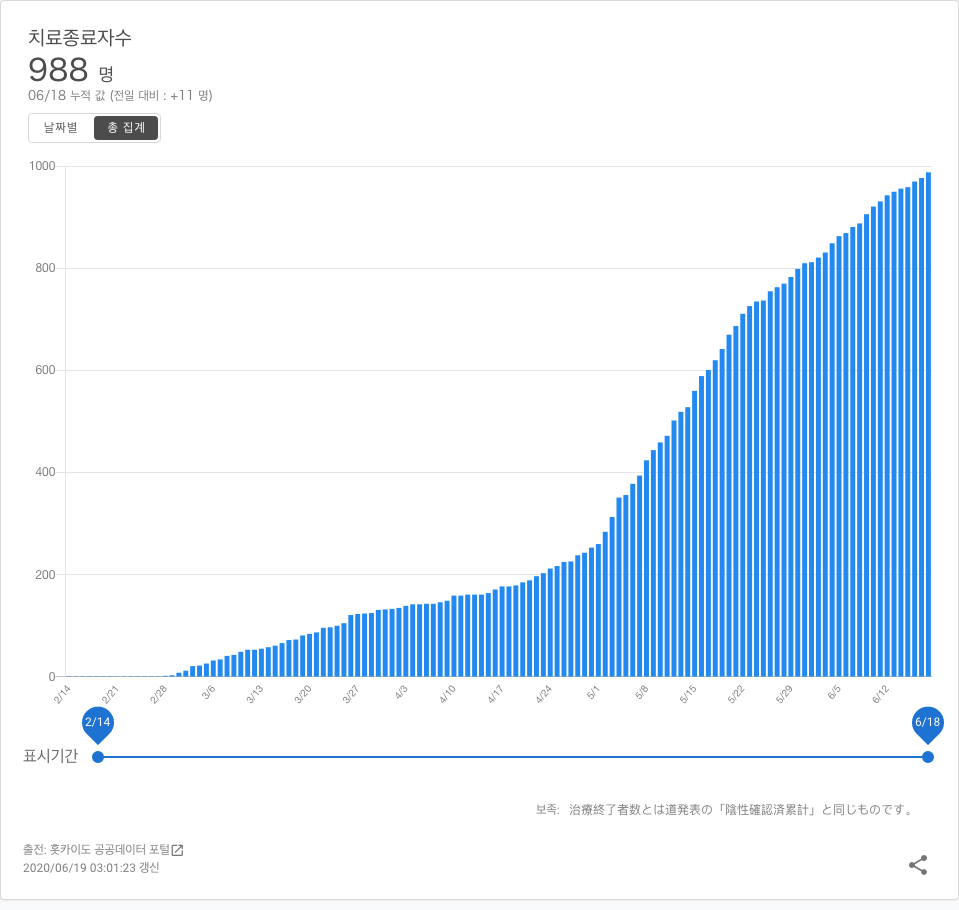 치료종료자수
988 명
06/18 누적 값 (전일 대비 : +11 명)
날짜별 총 집계
1000
800
600
400
200
0
2/14 2/21 2/28 3/6 3/13 3/20 3/27 4/3 4/10 4/17 4/24 5/1 5/8 5/15 5/22 5/29 6/5 6/12
2/14 6/18
표시기간
보족: 治療終了者数とは道発表の「陰性確認済累計」と同じものです。
출전: 홋카이도 공공데이터 포털
2020/06/19 03:01:23 갱신